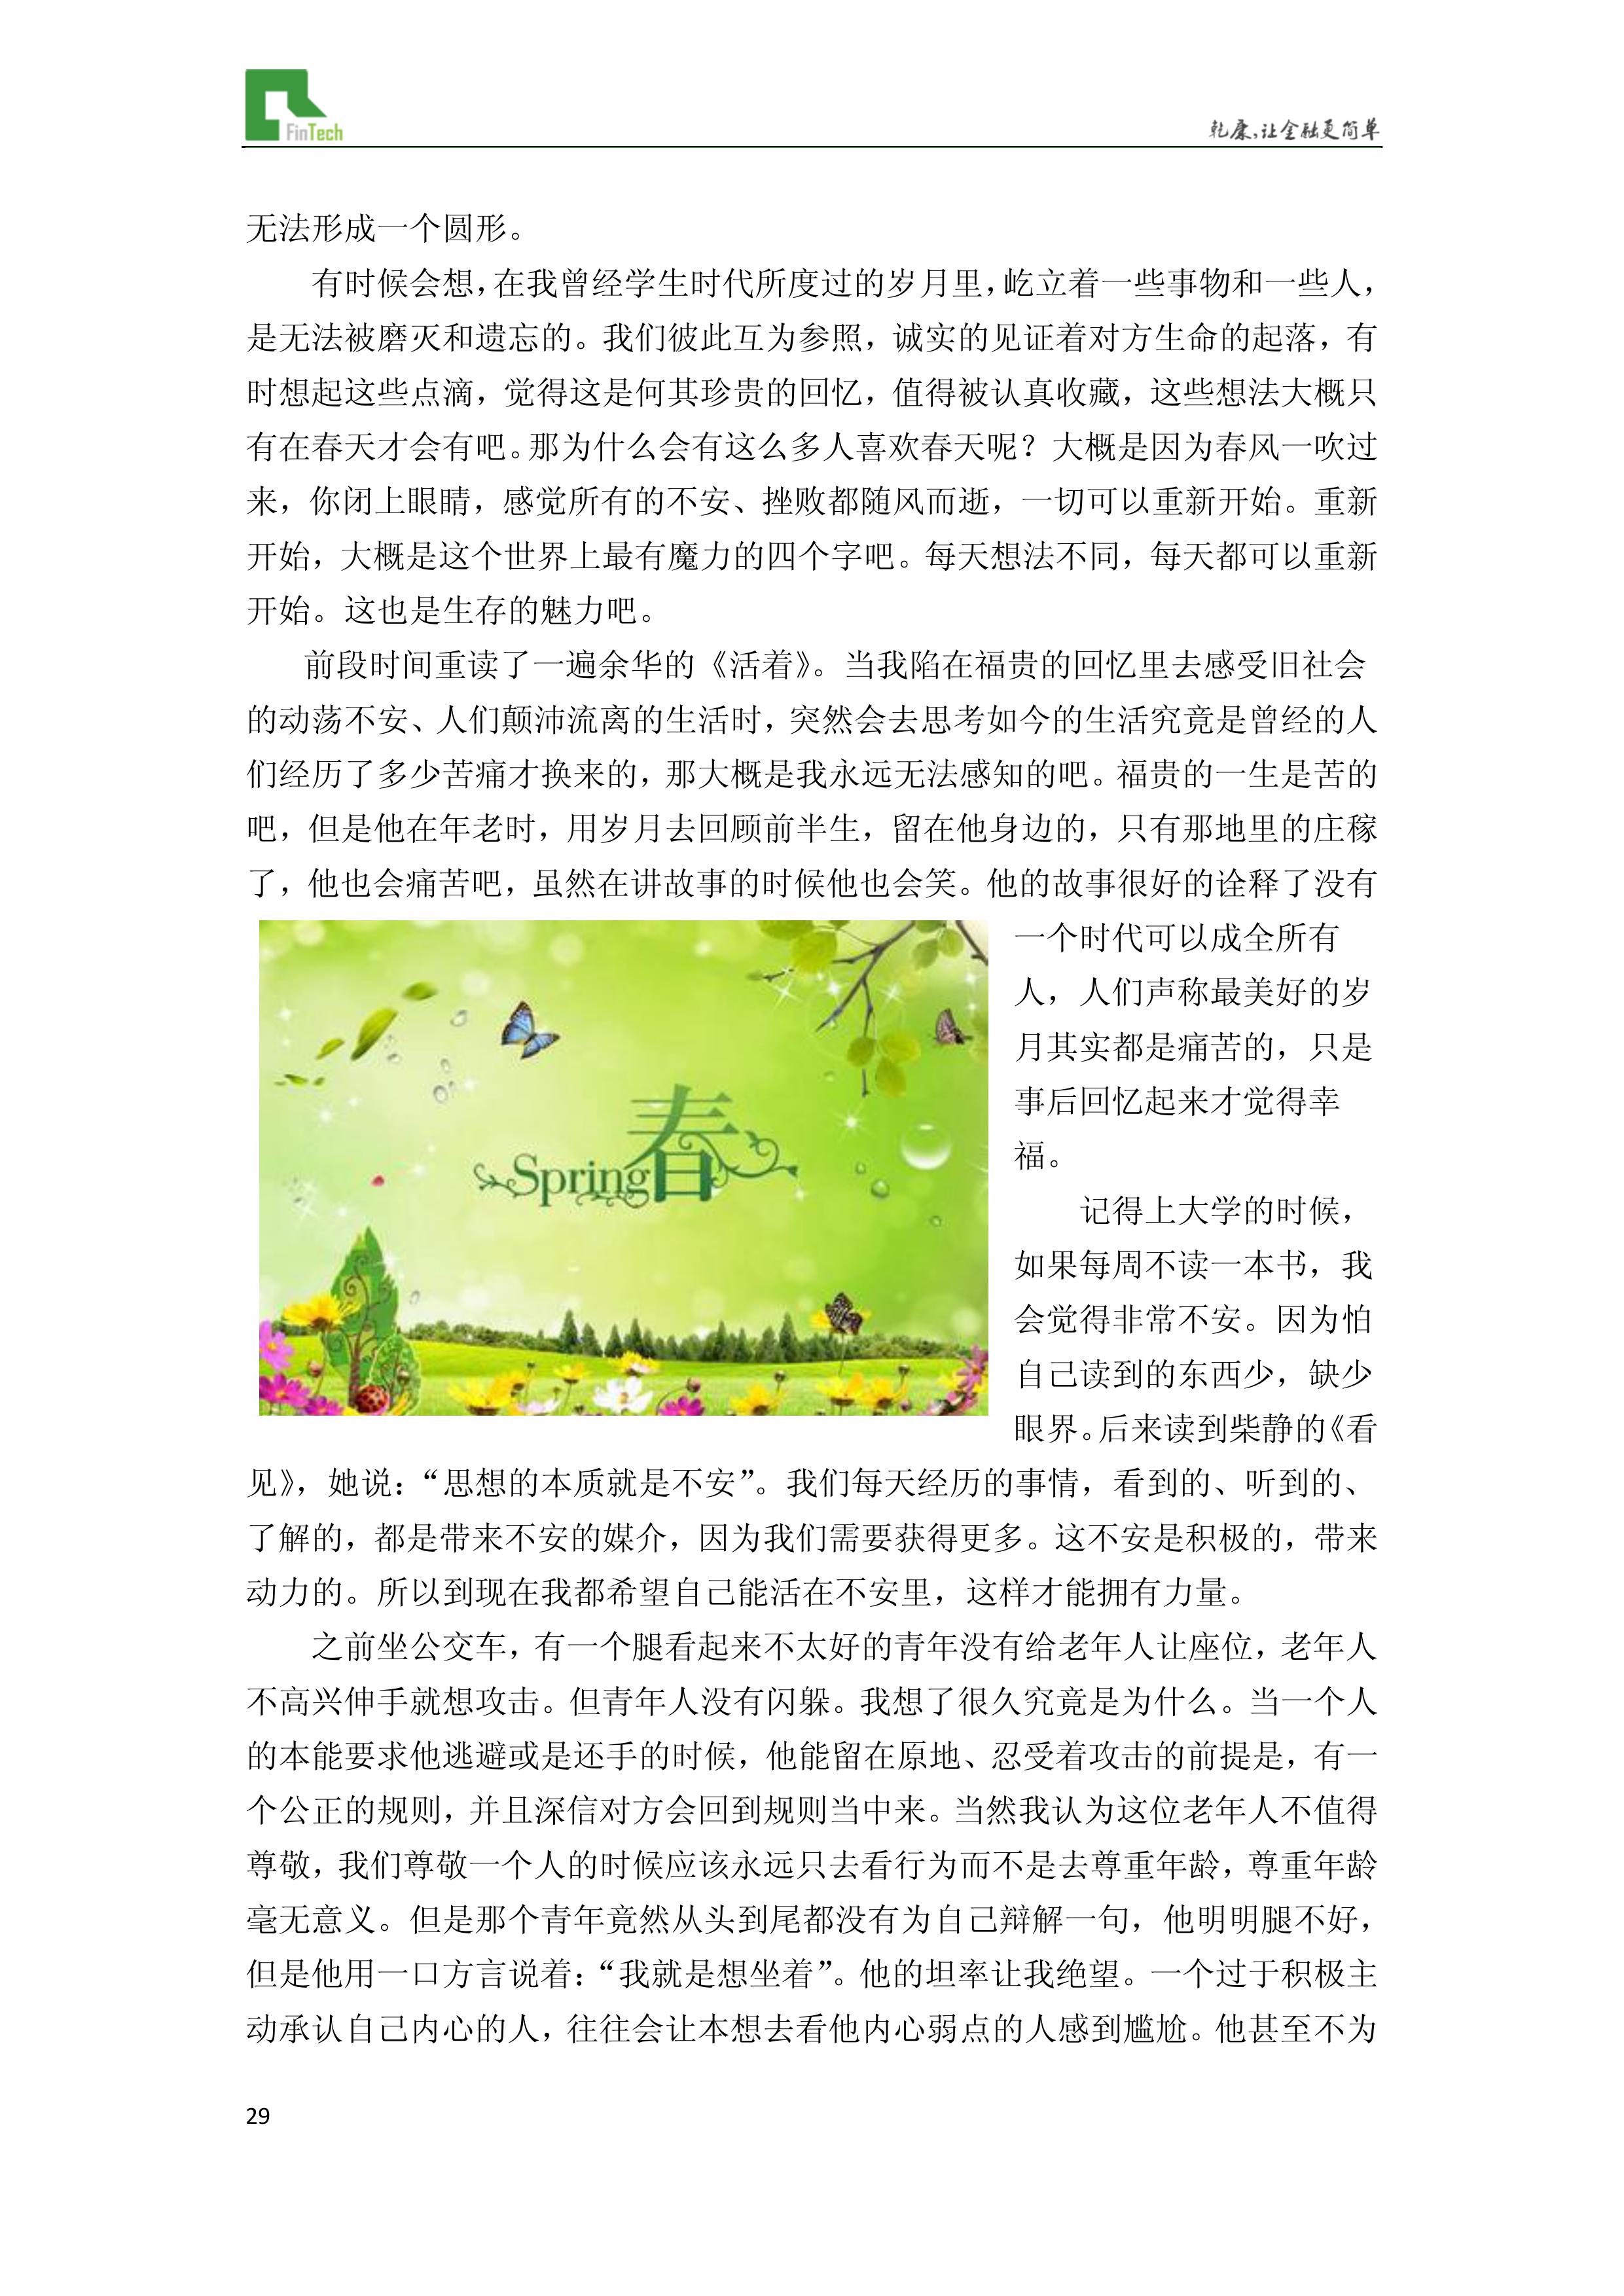 FinTech
乾康,让金融更简单
无法形成一个圆形。
有时候会想，在我曾经学生时代所度过的岁月里，屹立着一些事物和一些人，
是无法被磨灭和遗忘的。我们彼此互为参照，诚实的见证着对方生命的起落，有
时想起这些点滴，觉得这是何其珍贵的回忆，值得被认真收藏，这些想法大概只
有在春天才会有吧。那为什么会有这么多人喜欢春天呢？大概是因为春风一吹过
来，你闭上眼睛，感觉所有的不安、挫败都随风而逝，一切可以重新开始。重新
开始，大概是这个世界上最有魔力的四个字吧。每天想法不同，每天都可以重新
开始。这也是生存的魅力吧。
前段时间重读了一遍余华的《活着》。当我陷在福贵的回忆里去感受旧社会
的动荡不安、人们颠沛流离的生活时，突然会去思考如今的生活究竟是曾经的人
们经历了多少苦痛才换来的，那大概是我永远无法感知的吧。福贵的一生是苦的
吧，但是他在年老时，用岁月去回顾前半生，留在他身边的，只有那地里的庄稼
了，他也会痛苦吧，虽然在讲故事的时候他也会笑。他的故事很好的诠释了没有
一个时代可以成全所有
人，人们声称最美好的岁
月其实都是痛苦的，只是
事后回忆起来才觉得幸
福。
Spring春
记得上大学的时候，
如果每周不读一本书，我
会觉得非常不安。因为怕
自己读到的东西少，缺少
眼界。后来读到柴静的《看
见》，她说：“思想的本质就是不安”。我们每天经历的事情，看到的、听到的、
了解的，都是带来不安的媒介，因为我们需要获得更多。这不安是积极的，带来
动力的。所以到现在我都希望自己能活在不安里，这样才能拥有力量。
之前坐公交车，有一个腿看起来不太好的青年没有给老年人让座位，老年人
不高兴伸手就想攻击。但青年人没有闪躲。我想了很久究竟是为什么。当一个人
的本能要求他逃避或是还手的时候，他能留在原地、忍受着攻击的前提是，有一
个公正的规则，并且深信对方会回到规则当中来。当然我认为这位老年人不值得
尊敬，我们尊敬一个人的时候应该永远只去看行为而不是去尊重年龄，尊重年龄
毫无意义。但是那个青年竟然从头到尾都没有为自己辩解一句，他明明腿不好，
但是他用一口方言说着：“我就是想坐着”。他的坦率让我绝望。一个过于积极主
动承认自己内心的人，往往会让本想去看他内心弱点的人感到尴尬。他甚至不为
29